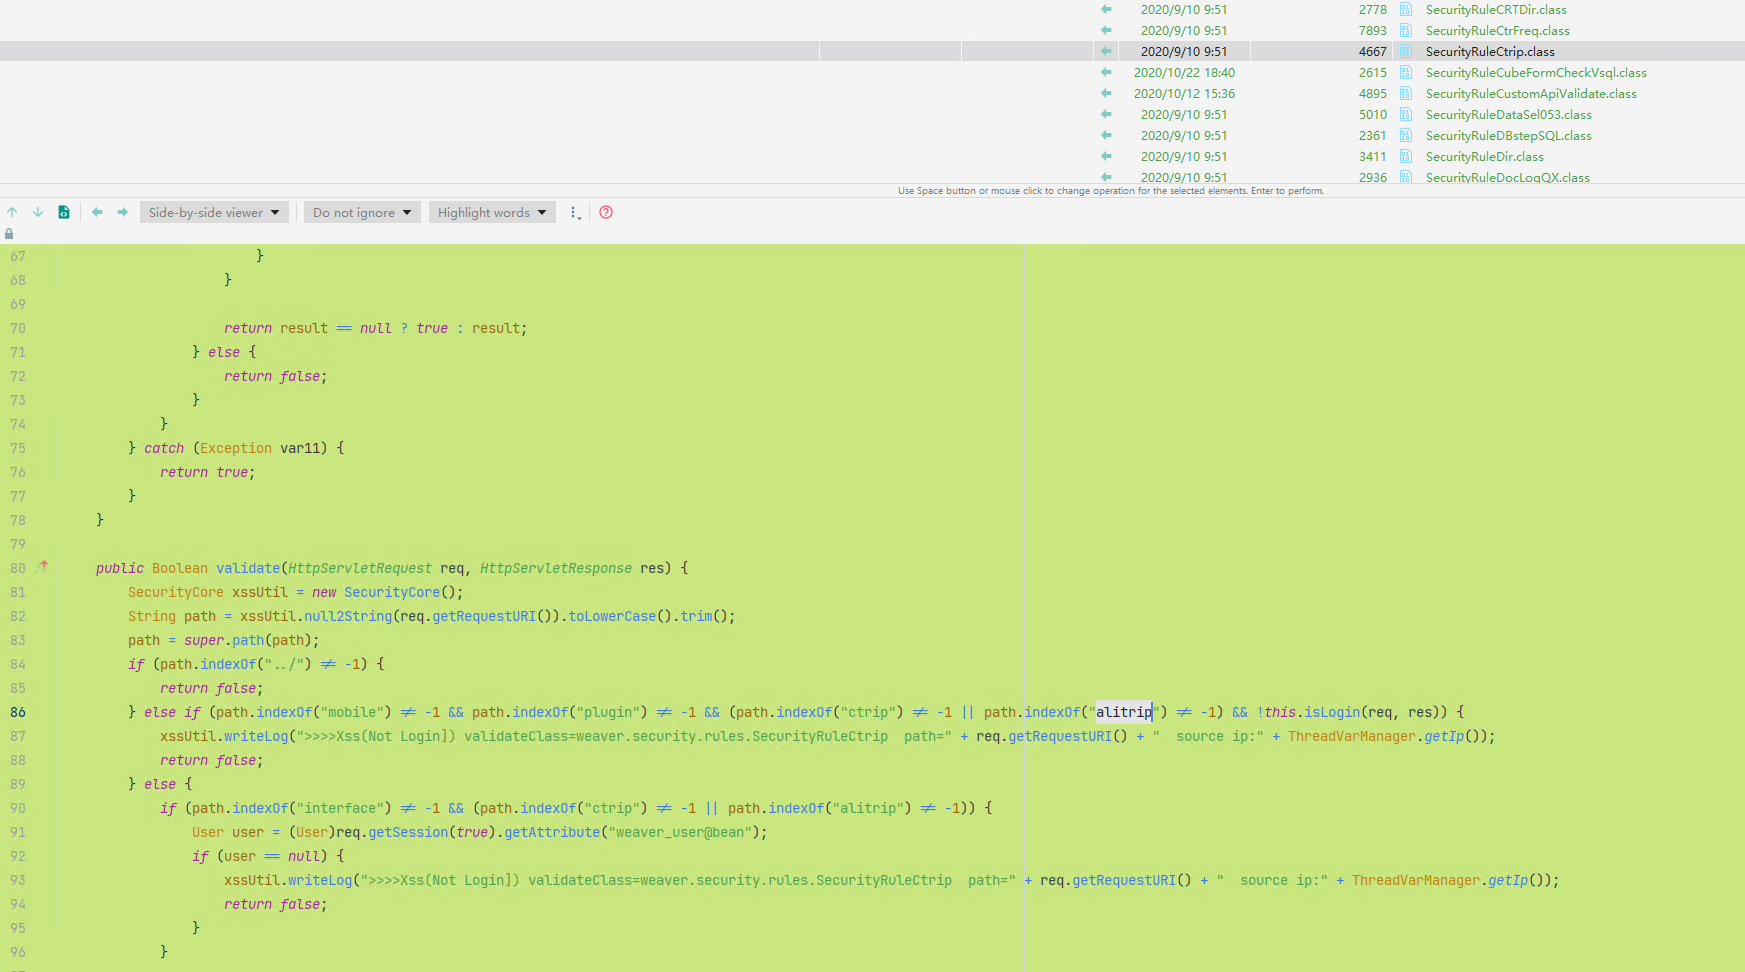 2020/9/10 9:51 2778 SecurityRuleCRTDir.class
2020/9/10 9:51 7893 SecurityRuleCtrFreq.class
2020/9/10 9:51 4667 SecurityRuleCtrip.class
2020/10/22 18:40 2615 SecurityRuleCubeFormCheckVsql.class
2020/10/12 15:36 4895 SecurityRuleCustomApiValidate.class
2020/9/10 9:51 5010 SecurityRuleDataSel053.class
2020/9/10 9:51 2361 SecurityRuleDBstepSQL.class
2020/9/10 9:51 3411 SecurityRuleDir.class
2020/9/10 9:51 2936 SecurityRuleDocLogQX.class
Use Space button or mouse click to change operation for the selected elements. Enter to perform.
Side-by-side viewer Do not ignore Highlight words
67 }
68 }
69
70 return result == null ? true : result;
71 } else {
72 return false;
73 }
74 }
75 } catch (Exception var11) {
76 return true;
77 }
78 }
79
80 public Boolean validate(HttpServletRequest req, HttpServletResponse res) {
81 SecurityCore xssUtil = new SecurityCore();
82 String path = xssUtil.null2String(req.getRequestURI()).toLowerCase().trim();
83 path = super.path(path);
84 if (path.indexOf("../") != -1) {
85 return false;
86 } else if (path.indexOf("mobile") != -1 && path.indexOf("plugin") != -1 && (path.indexOf("ctrip") != -1 || path.indexOf("alitrip") != -1) && !this.isLogin(req, res)) {
87 xssUtil.writeLog(">>>>Xss(Not Login]) validateClass=weaver.security.rules.SecurityRuleCtrip  path=" + req.getRequestURI() + "  source ip:" + ThreadVarManager.getIp());
88 return false;
89 } else {
90 if (path.indexOf("interface") != -1 && (path.indexOf("ctrip") != -1 || path.indexOf("alitrip") != -1)) {
91 User user = (User)req.getSession(true).getAttribute("weaver_user@bean");
92 if (user == null) {
93 xssUtil.writeLog(">>>>Xss(Not Login]) validateClass=weaver.security.rules.SecurityRuleCtrip  path=" + req.getRequestURI() + "  source ip:" + ThreadVarManager.getIp());
94 return false;
95 }
96 }